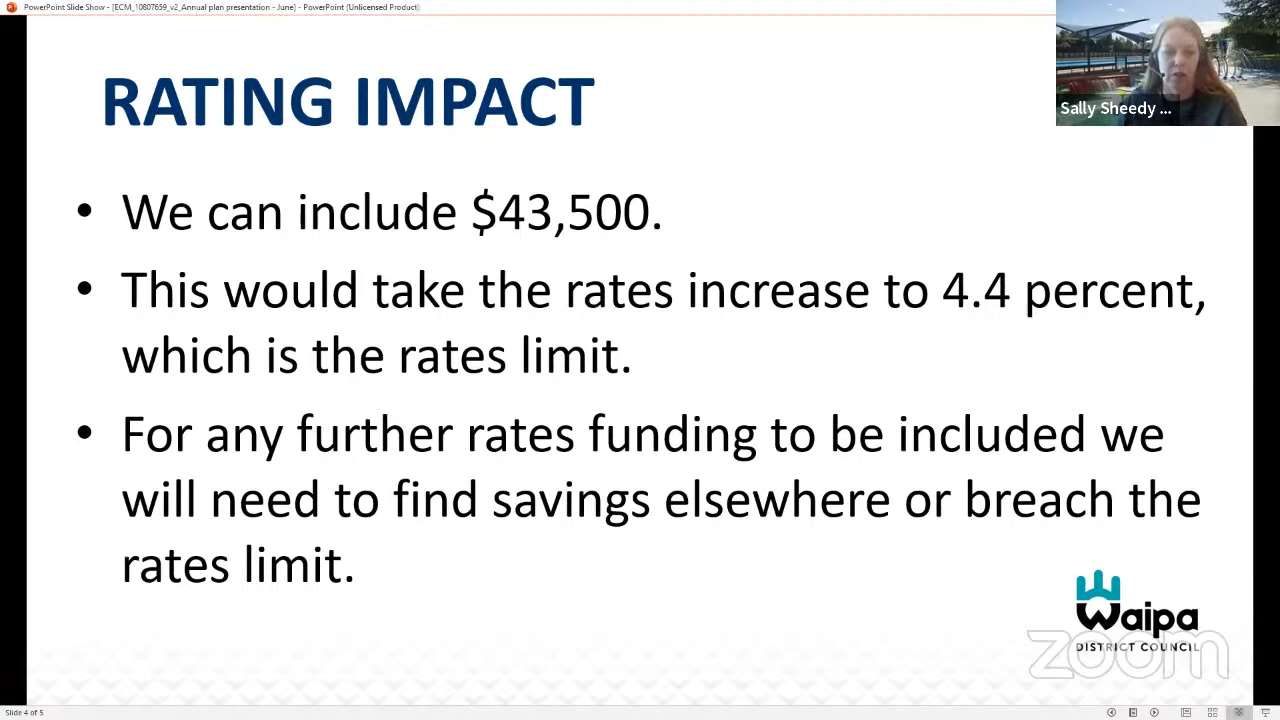 PowerPoint Slide Show - [ECM_10807659_v2_Annual plan presentation - June] - PowerPoint (Unlicensed Product)
Sally Sheedy ...
RATING IMPACT
• We can include $43,500.
• This would take the rates increase to 4.4 percent,
which is the rates limit.
• For any further rates funding to be included we
will need to find savings elsewhere or breach the
rates limit.
Waipa
DISTRICT COUNCIL
zoom
Slide 4 of 5